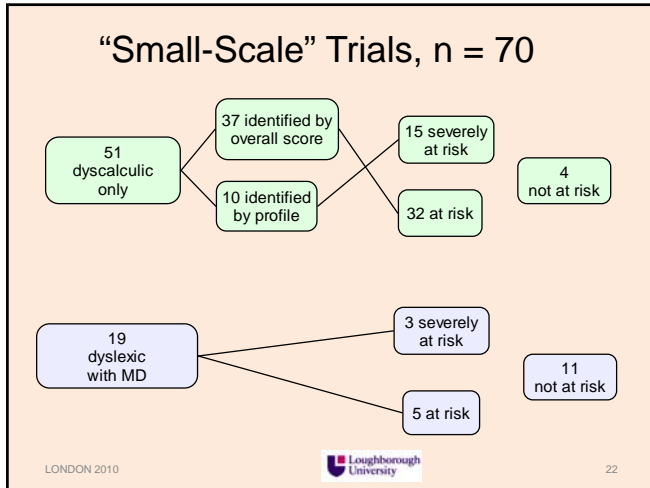 “Small-Scale” Trials, n = 70
51
dyscalculic
only
37 identified by
overall score
10 identified
by profile
15 severely
at risk
32 at risk
4
not at risk
19
dyslexic
with MD
3 severely
at risk
5 at risk
11
not at risk
LONDON 2010
Loughborough
University
22